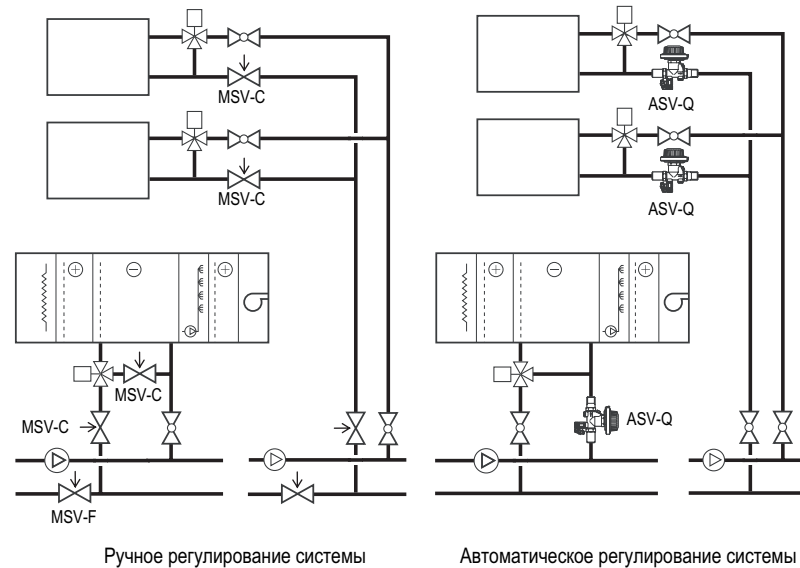 MSV-C
ASV-Q
MSV-C
ASV-Q
MSV-C
MSV-C
ASV-Q
MSV-F
Ручное регулирование системы
Автоматическое регулирование системы